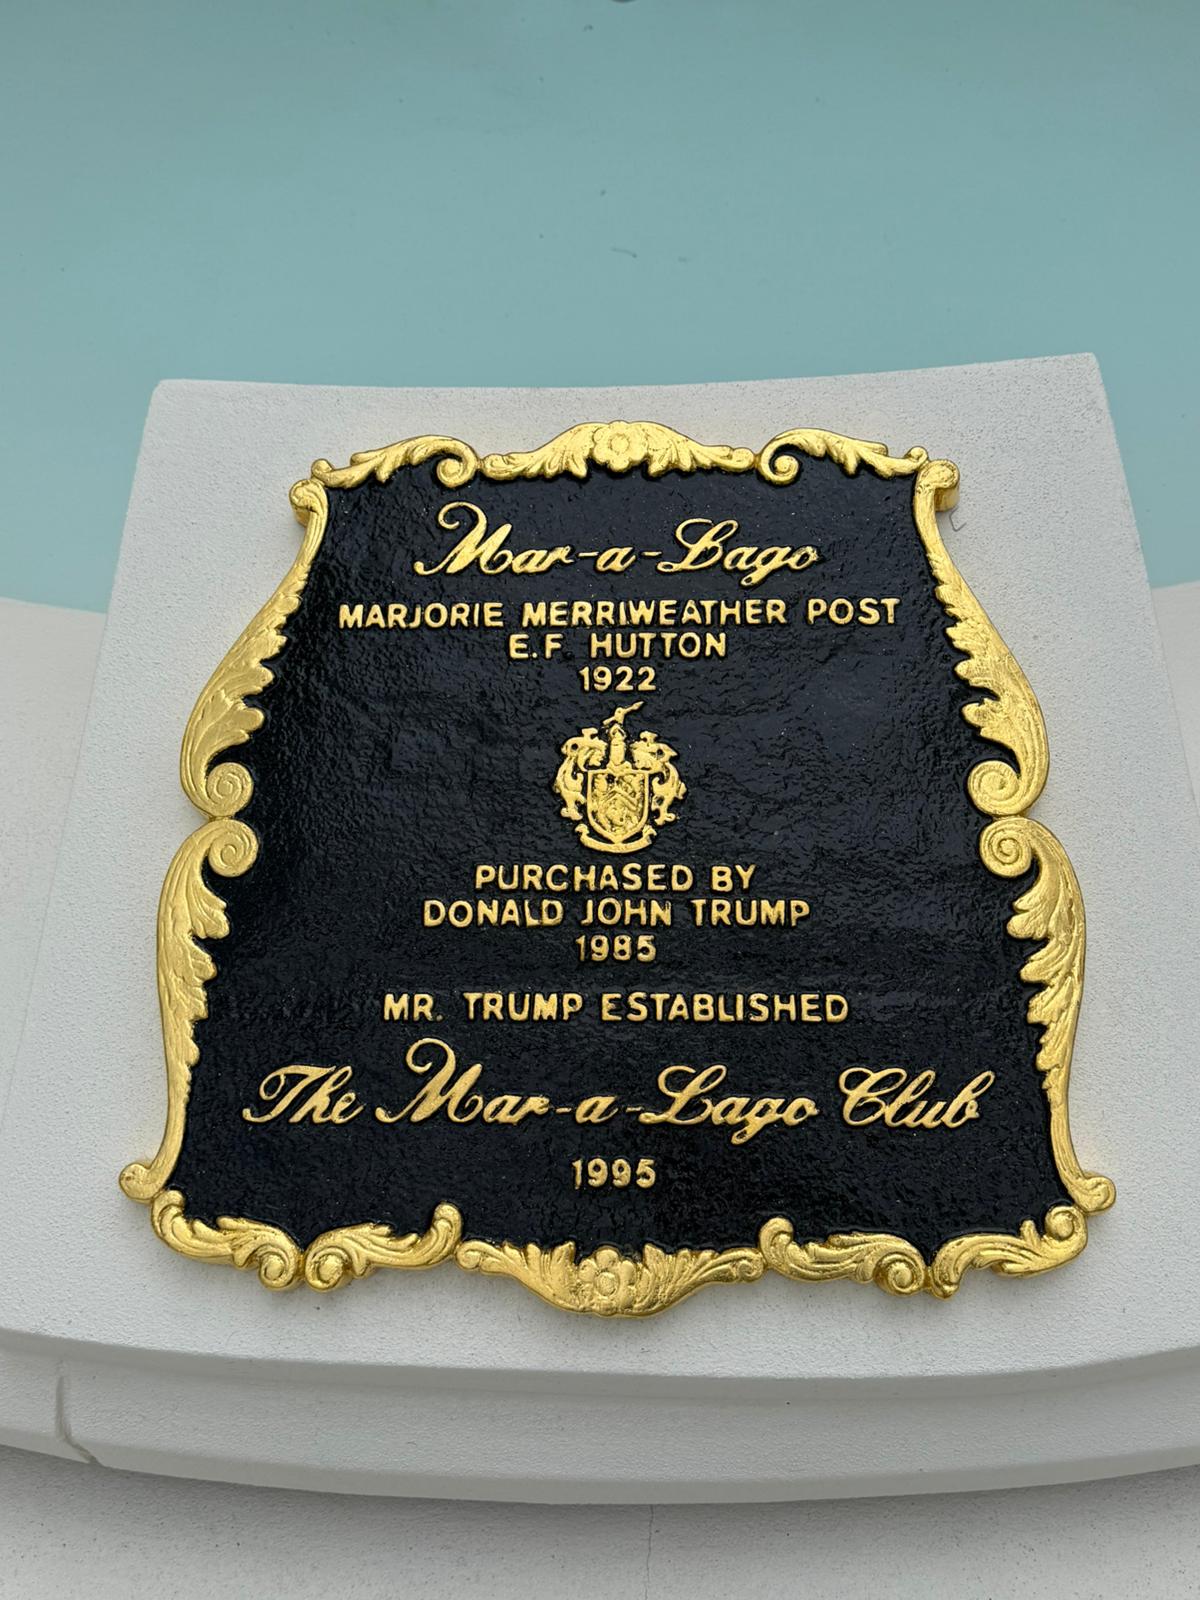 Mar-a-Lago
MARJORIE MERRIWEATHER POST
E.F. HUTTON
1922
PURCHASED BY
DONALD JOHN TRUMP
1985
MR. TRUMP ESTABLISHED
The Mar-a-Lago Club
1995